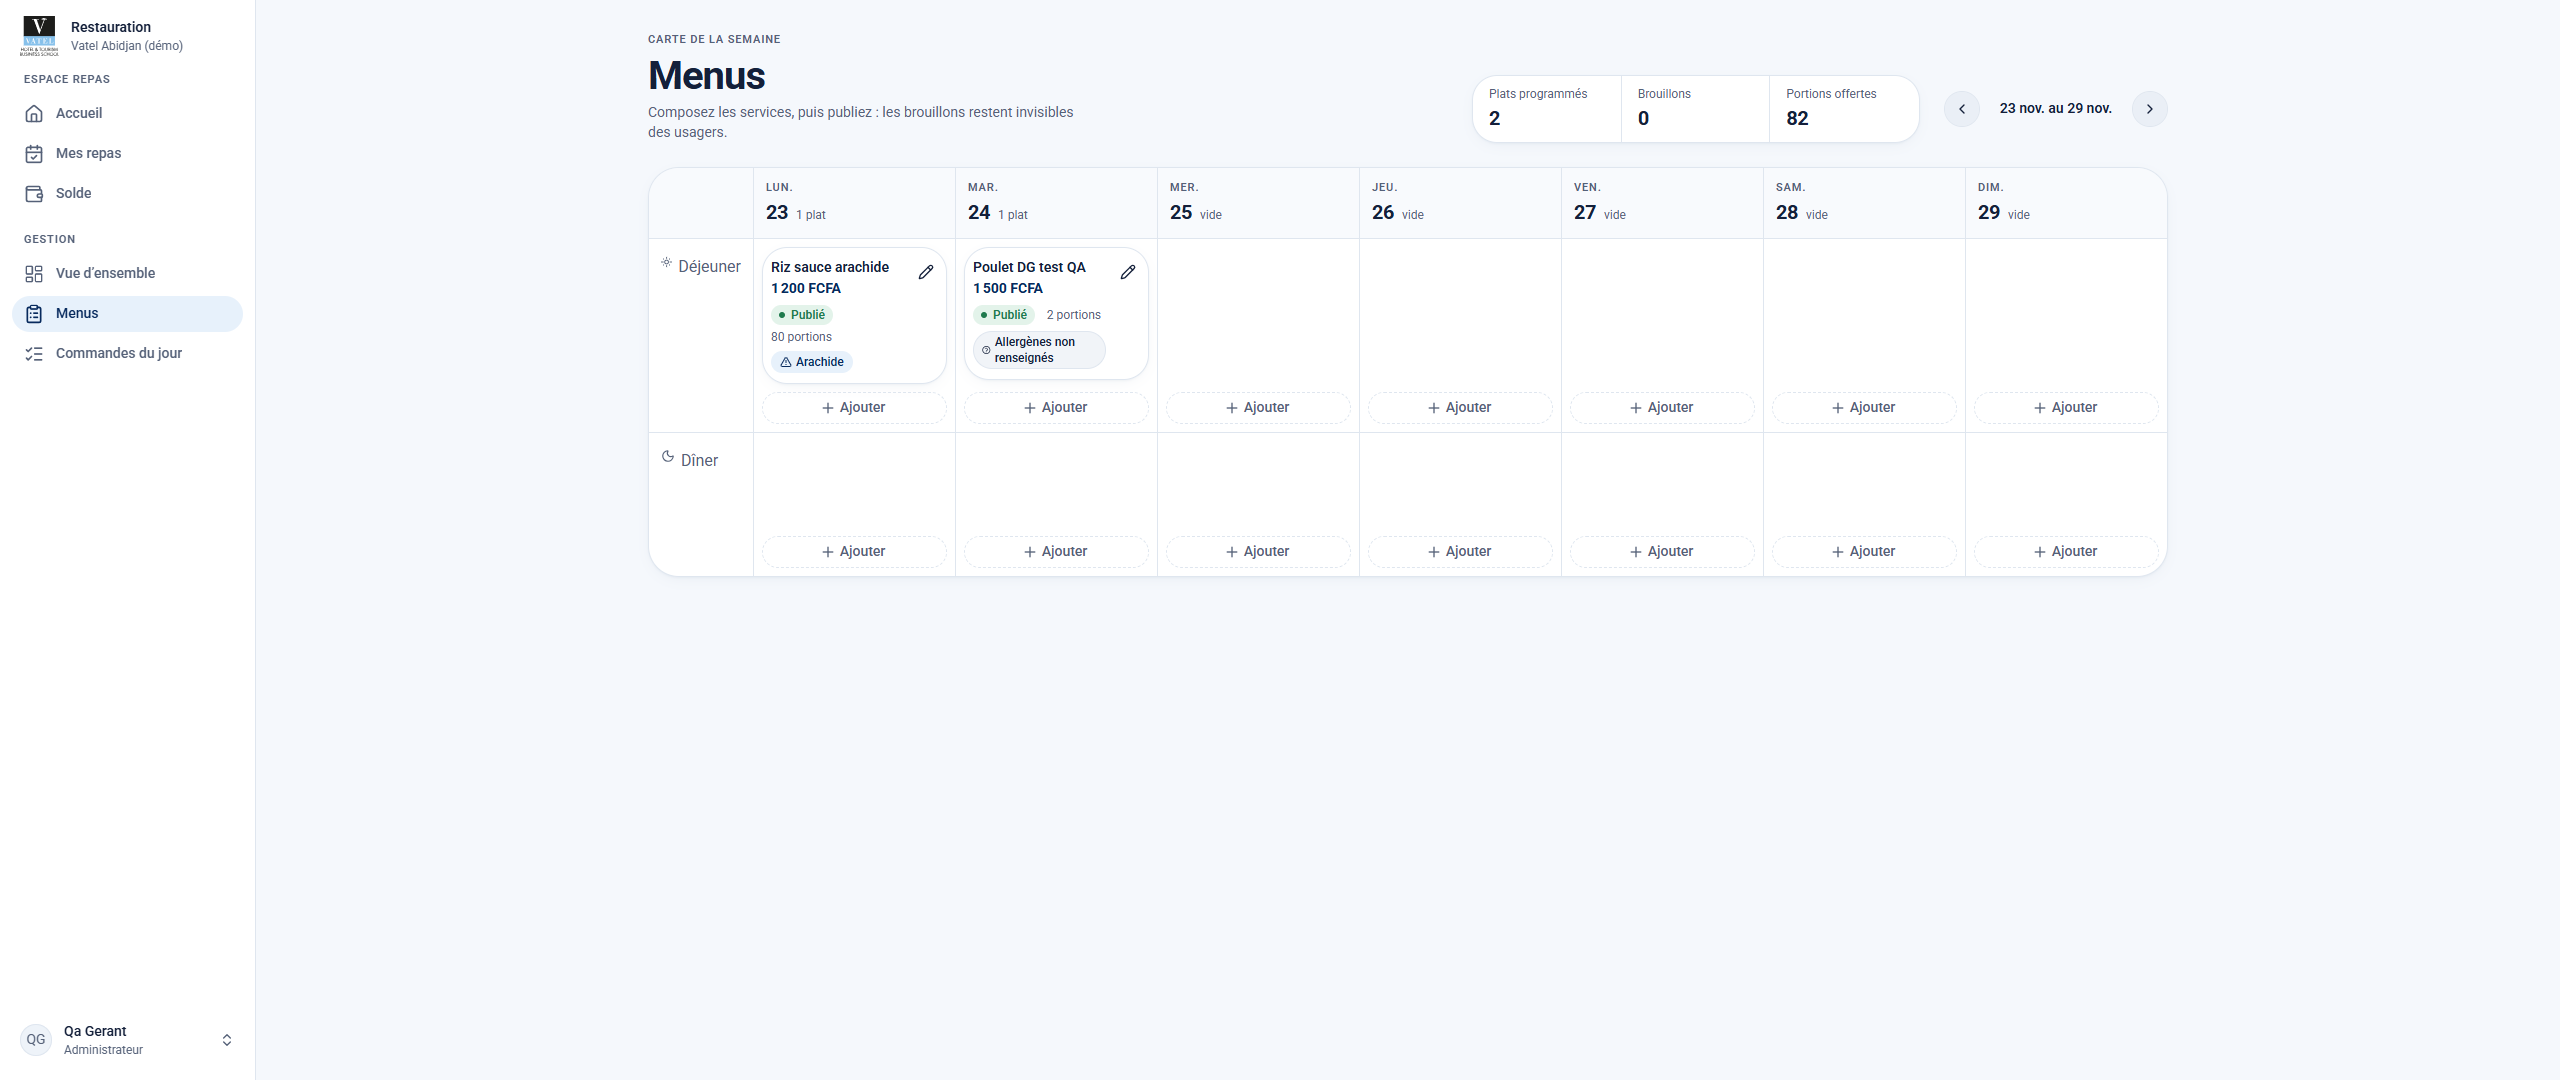 V
VATEL
HOTEL & TOURISM
BUSINESS SCHOOL
Restauration
Vatel Abidjan (démo)
ESPACE REPAS
Accueil
Mes repas
Solde
GESTION
Vue d’ensemble
Menus
Commandes du jour
QG
Qa Gerant
Administrateur
CARTE DE LA SEMAINE
Menus
Composez les services, puis publiez : les brouillons restent invisibles
des usagers.
Plats programmés
2
Brouillons
0
Portions offertes
82
23 nov. au 29 nov.
LUN.
23 1 plat
MAR.
24 1 plat
MER.
25 vide
JEU.
26 vide
VEN.
27 vide
SAM.
28 vide
DIM.
29 vide
Déjeuner
Riz sauce arachide
1 200 FCFA
Publié
80 portions
Arachide
Ajouter
Poulet DG test QA
1 500 FCFA
Publié 2 portions
Allergènes non
renseignés
Ajouter
Ajouter
Ajouter
Ajouter
Ajouter
Ajouter
Dîner
Ajouter
Ajouter
Ajouter
Ajouter
Ajouter
Ajouter
Ajouter